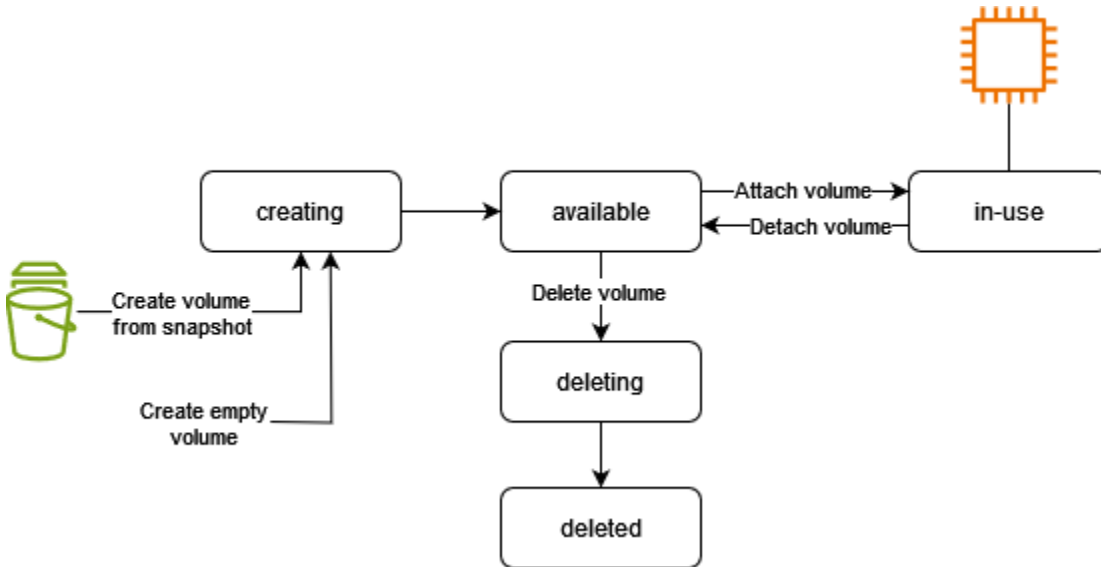 creating
available
Attach volume
Detach volume
in-use
Create volume
from snapshot
Delete volume
deleting
Create empty
volume
deleted